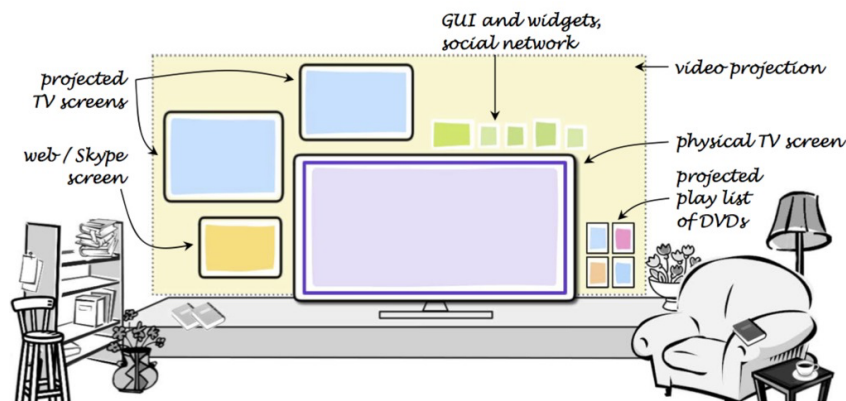 GUI and widgets,
social network
projected
TV screens
video projection
web / Skype
screen
physical TV screen
projected
play list
of DVDs